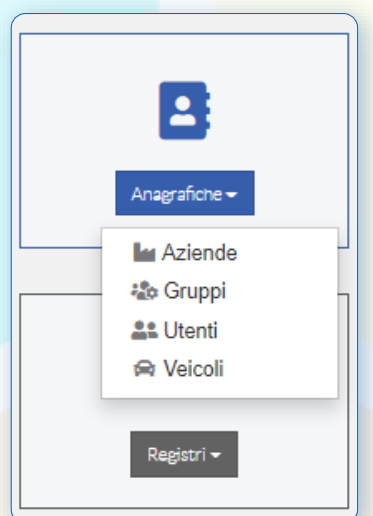 Anagrafiche
Aziende
Gruppi
Utenti
Veicoli
Registri